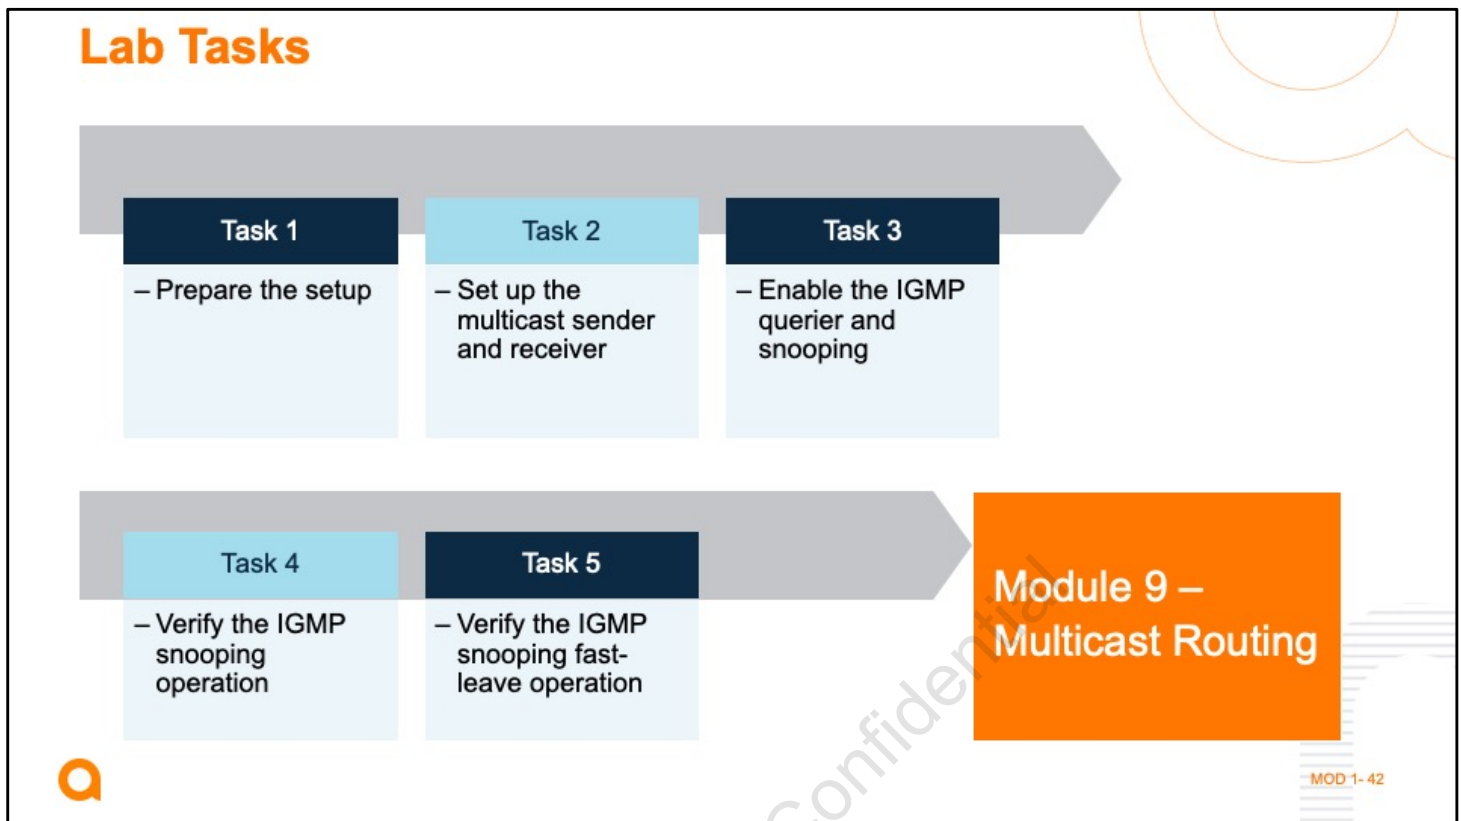 Lab Tasks
Task 1
– Prepare the setup
Task 2
– Set up the
multicast sender
and receiver
Task 3
– Enable the IGMP
querier and
snooping
Task 4
– Verify the IGMP
snooping
operation
Task 5
– Verify the IGMP
snooping fast-
leave operation
Module 9 –
Multicast Routing
Confidential
MOD 1- 42